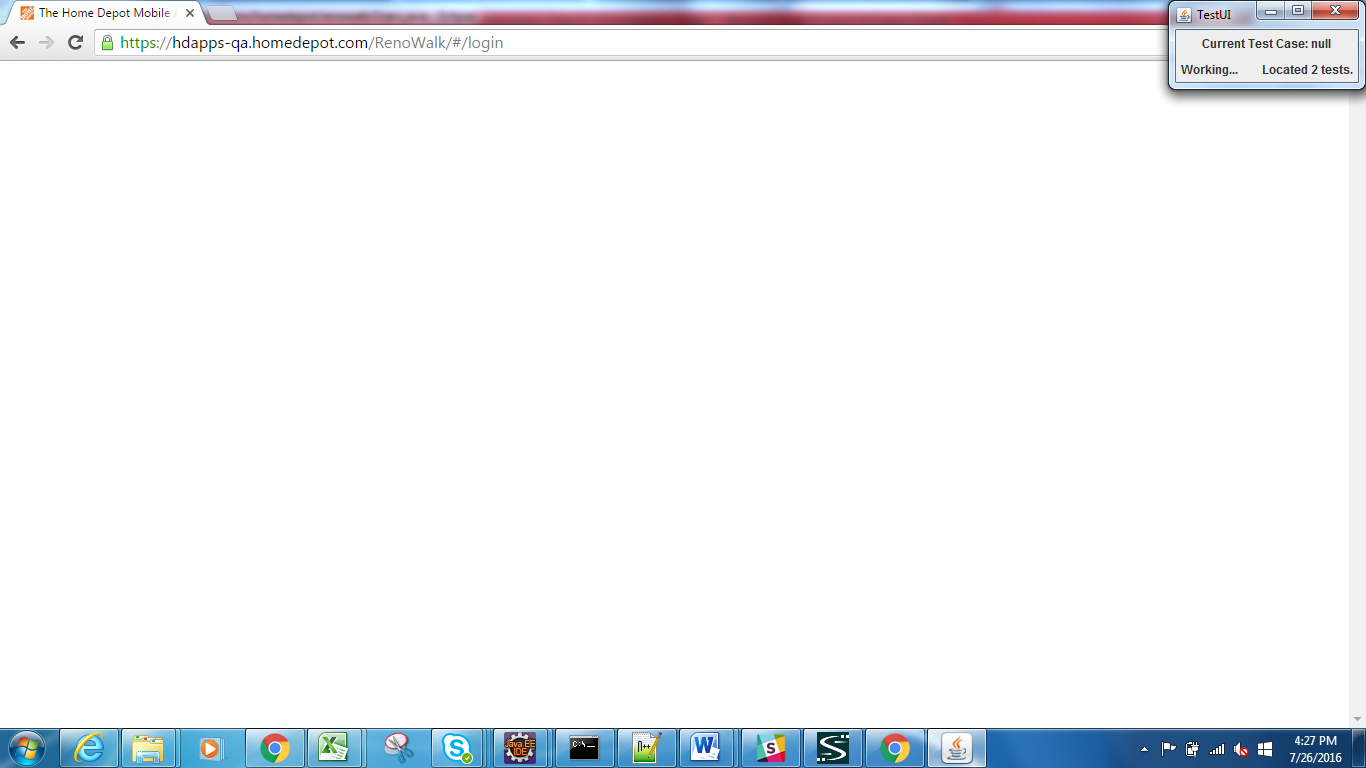 The Home Depot Mobile
TestUI
https://hdapps-qa.homedepot.com/RenoWalk/#/login
Current Test Case: null
Working... Located 2 tests.
Java EE
IDE
C:\
N++
4:27 PM
7/26/2016